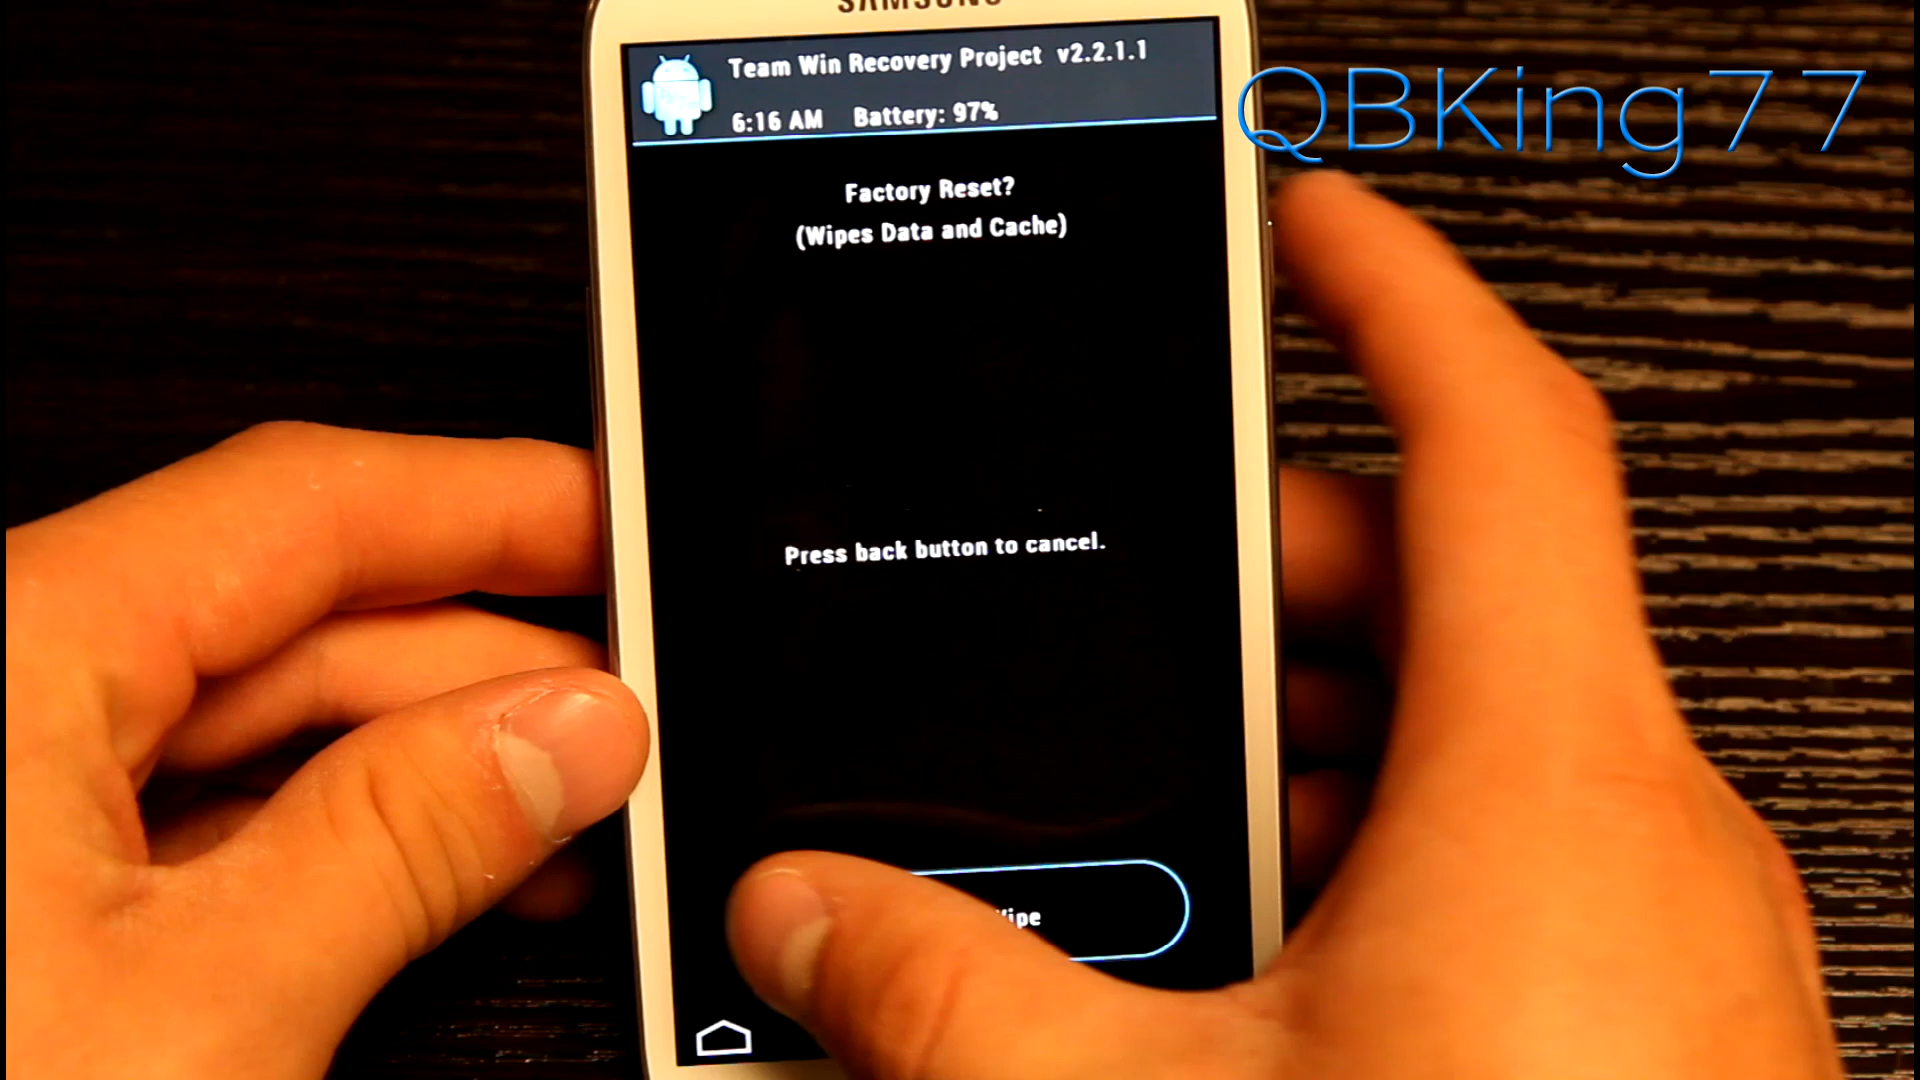 SAMSUNG
Team Win Recovery Project v2.2.1.1
QBKing77
6:16 AM Battery: 97%
Factory Reset?
(Wipes Data and Cache)
Press back button to cancel.